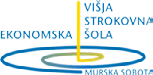 VIŠJA
STROKOVNA
EKONOMSKA ŠOLA
MURSKA SOBOTA